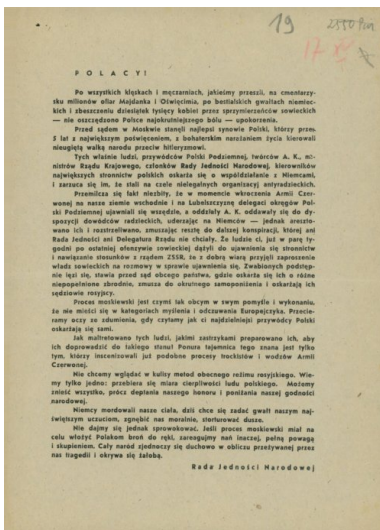 19
P O L A C Y !
Po wszystkich klęskach i męczarniach, jakieśmy przeszli, na cmentarzy-
sku milionów ofiar Majdanka i Oświęcimia, po bestialskich gwałtach niemiec-
kich i zbeszczeszczeniu dziesiątek tysięcy kobiet przez sprzymierzeńców sowieckich
— nie oszczędzono Polsce najokrutniejszego bólu — upokorzenia.
Przed sądem w Moskwie stanęli najlepsi synowie Polski, którzy przez
5 lat z największym poświęceniem, z bohaterskim narażeniem życia kierowali
nieugiętą walką narodu przeciw hitleryzmowi.
Tych właśnie ludzi, przywódców Polski Podziemnej, twórców A. K., mi-
nistrów Rządu Krajowego, członków Rady Jedności Narodowej, kierowników
największych stronnictw polskich oskarża się o współdziałanie z Niemcami,
i zarzuca się im, że stali na czele nielegalnych organizacji antyradzieckich.
Przemilcza się fakt niezbity, że w momencie wkroczenia Armii Czer-
wonej na nasze ziemie wschodnie i na Lubelszczyznę delegaci okręgów Pol-
ski Podziemnej ujawniali się wszędzie, a oddziały A. K. oddawały się do dy-
spozycji dowódców radzieckich, uderzając na Niemców — jednak areszto-
wano ich i rozstrzeliwano, zmuszając resztę do dalszej konspiracji, której ani
Rada Jedności ani Delegatura Rządu nie chciały. Że ludzie ci, już w parę ty-
godni po ostatniej ofenzywie sowieckiej dążyli do ujawnienia się stronnictw
i nawiązania stosunków z rządem ZSSR, że z dobrą wiarą przyjęli zaproszenie
władz sowieckich na rozmowy w sprawie ujawnienia się. Zwabionych podstęp-
nie lęzi się, stawia przed sąd obcego państwa, gdzie oskarża się ich o różne
niepopełnione zbrodnie, zmusza do okrutnego samoponiżenia i oskarżają ich
sędziowie rosyjscy.
Proces moskiewski jest czymś tak obcym w swym pomyśle i wykonaniu,
że nie mieści się w kategoriach myślenia i odczuwania Europejczyka. Przeciera-
my oczy ze zdumienia, gdy czytamy jak ci najdzielniejsi przywódcy Polski
oskarżają się sami.
Jak maltretowano tych ludzi, jakimi zastrzykami preparowano ich, aby
ich doprowadzić do takiego stanu! Ponura tajemnica tego znana jest tylko
tym, którzy inscenizowali już podobne procesy trockistów i wodzów Armii
Czerwonej.
Nie chcemy wglądać w kulisy metod obecnego reżimu rosyjskiego. Wie-
my tylko jedno: przebiera się miara cierpliwości ludu polskiego. Możemy
znieść wszystko, prócz deptania naszego honoru i poniżania naszej godności
narodowej.
Niemcy mordowali nasze ciała, dziś chce się zadać gwałt naszym naj-
świętszym uczuciom, zgnębić nas moralnie, storturować dusze.
Nie dajmy się jednak sprowokować. Jeśli proces moskiewski miał na
celu włożyć Polakom broń do ręki, zareagujmy nań inaczej, pełną powagą
i skupieniem. Cały naród zjednoczy się duchowo w obliczu przeżywanej przez
nas tragedii i okrywa się żałobą.
Rada Jedności Narodowej